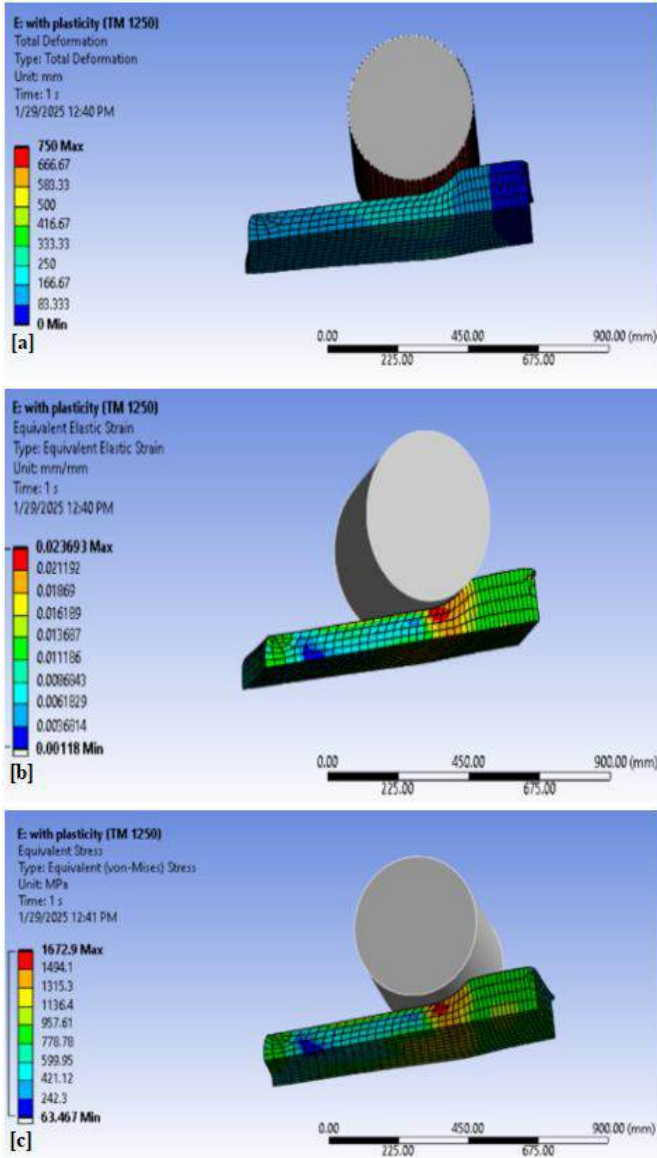 E: with plasticity (TM 1250)
Total Deformation
Type: Total Deformation
Unit: mm
Time: 1 s
1/29/2025 12:40 PM
750 Max
666.67
583.33
500
416.67
333.33
250
166.67
83.333
0 Min
[a]
0.00 450.00 900.00 (mm)
225.00 675.00
E: with plasticity (TM 1250)
Equivalent Elastic Strain
Type: Equivalent Elastic Strain
Unit: mm/mm
Time: 1 s
1/29/2025 12:40 PM
0.023693 Max
0.021192
0.01869
0.016189
0.013687
0.011186
0.0086843
0.0061829
0.0036814
0.00118 Min
[b]
0.00 450.00 900.00 (mm)
225.00 675.00
E: with plasticity (TM 1250)
Equivalent Stress
Type: Equivalent (von-Mises) Stress
Unit: MPa
Time: 1 s
1/29/2025 12:41 PM
1672.9 Max
1494.1
1315.3
1136.4
957.61
778.78
599.95
421.12
242.3
63.467 Min
[c]
0.00 450.00 900.00 (mm)
225.00 675.00